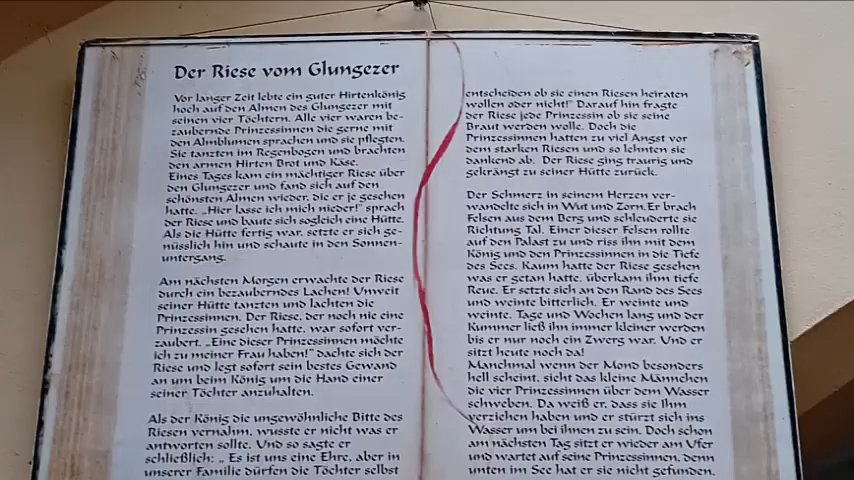 Der Riese vom Glungezer
Vor langer Zeit lebte ein guter Hirtenkönig
hoch auf den Almen des Glungezer mit
seinen vier Töchtern. Alle vier waren be-
zaubernde Prinzessinnen die gerne mit
den Almblumen sprachen und sie pflegten.
Sie tanzten im Regenbogen und brachten
den armen Hirten Brot und Käse.
Eines Tages kam ein mächtiger Riese über
den Glungezer und fand sich auf den
schönsten Almen wieder, die er je gesehen
hatte. „Hier lasse ich mich nieder!" sprach
der Riese und baute sich sogleich eine Hütte.
Als die Hütte fertig war, setzte er sich ge-
nüsslich hin und schaute in den Sonnen-
untergang.
Am nächsten Morgen erwachte der Riese
durch ein bezauberndes Lachen. Unweit
seiner Hütte tanzten und lachten die
Prinzessinnen. Der Riese, der noch nie eine
Prinzessin gesehen hatte, war sofort ver-
zaubert. „Eine dieser Prinzessinnen möchte
ich zu meiner Frau haben!" dachte sich der
Riese und legt sofort sein bestes Gewand
an um beim König um die Hand einer
seiner Töchter anzuhalten.
Als der König die ungewöhnliche Bitte des
Riesen vernahm, wusste er nicht was er
antworten sollte. Und so sagte er
schließlich: „Es ist uns eine Ehre, aber in
unserer Familie dürfen die Töchter selbst
entscheiden ob sie einen Riesen heiraten
wollen oder nicht!" Darauf hin fragte
der Riese jede Prinzessin ob sie seine
Braut werden wolle. Doch die
Prinzessinnen hatten zu viel Angst vor
dem starken Riesen und so lehnten sie
dankend ab. Der Riese ging traurig und
gekränkt zu seiner Hütte zurück.
Der Schmerz in seinem Herzen ver-
wandelte sich in Wut und Zorn. Er brach
Felsen aus dem Berg und schleuderte sie
Richtung Tal. Einer dieser Felsen rollte
auf den Palast zu und riss ihn mit dem
König und den Prinzessinnen in die Tiefe
des Sees. Kaum hatte der Riese gesehen
was er getan hatte, überkam ihn tiefe
Reue. Er setzte sich an den Rand des Sees
und weinte bitterlich. Er weinte und
weinte. Tage und Wochen lang und der
Kummer ließ ihn immer kleiner werden
bis er nur noch ein Zwerg war. Und er
sitzt heute noch da!
Manchmal wenn der Mond besonders
hell scheint, sieht das kleine Männchen
die vier Prinzessinnen über dem Wasser
schweben. Da weiß er, dass sie ihm
verziehen haben und er stürzt sich ins
Wasser um bei ihnen zu sein. Doch schon
am nächsten Tag sitzt er wieder am Ufer
und wartet auf seine Prinzessinnen, denn
unten im See hat er sie nicht gefunden.